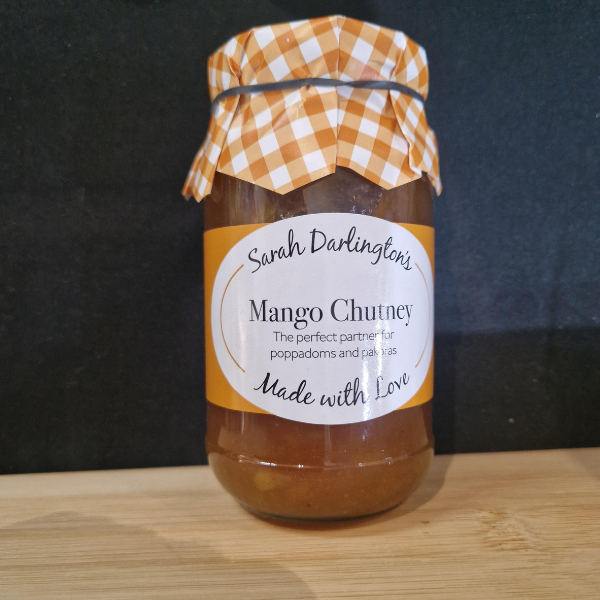 Sarah Darlington's
Mango Chutney
The perfect partner for
poppadoms and pakoras
Made with Love